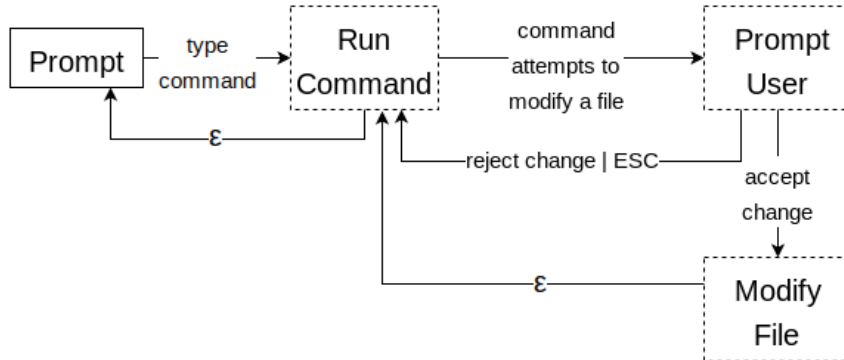 Prompt
type
command
Run
Command
command
attempts to
modify a file
Prompt
User
ε
reject change | ESC
accept
change
ε
Modify
File